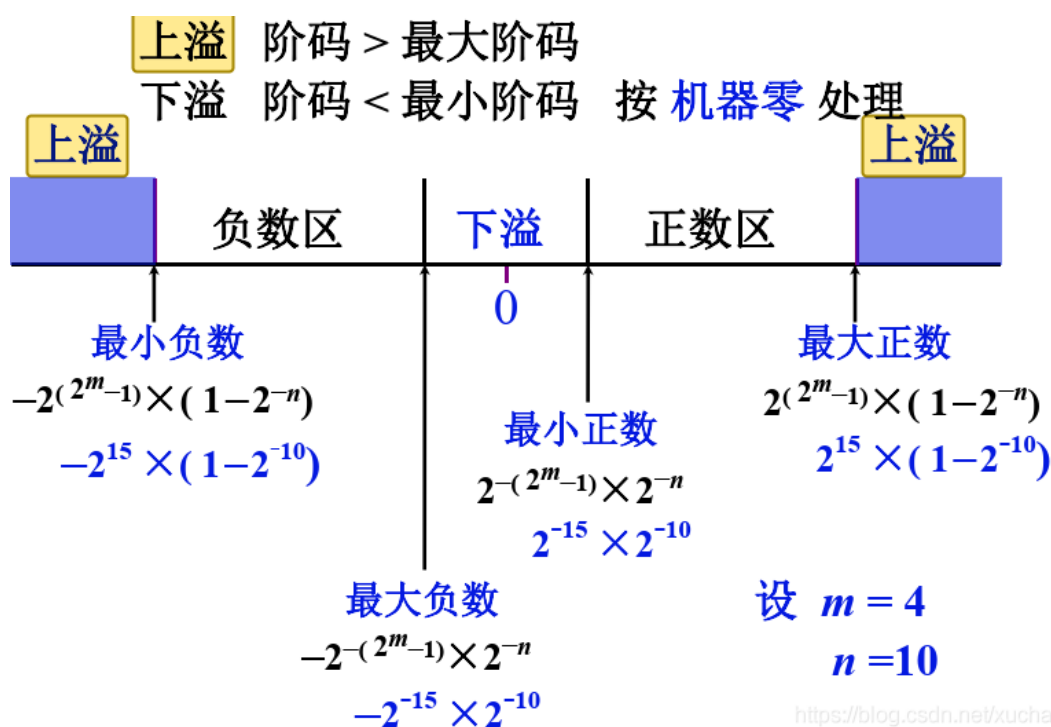 上溢 阶码 > 最大阶码
下溢 阶码 < 最小阶码 按 机器零 处理
上溢
上溢
负数区
下溢
正数区
0
最小负数
−2^(2^m−1) × ( 1−2^−n)
−2^15 × ( 1−2^-10)
最大正数
2^(2^m−1) × ( 1−2^−n)
2^15 × ( 1−2^-10)
最小正数
2^−(2^m−1) × 2^−n
2^-15 × 2^-10
最大负数
−2^−(2^m−1) × 2^−n
−2^-15 × 2^-10
设 m = 4
n =10
https://blog.csdn.net/xucha